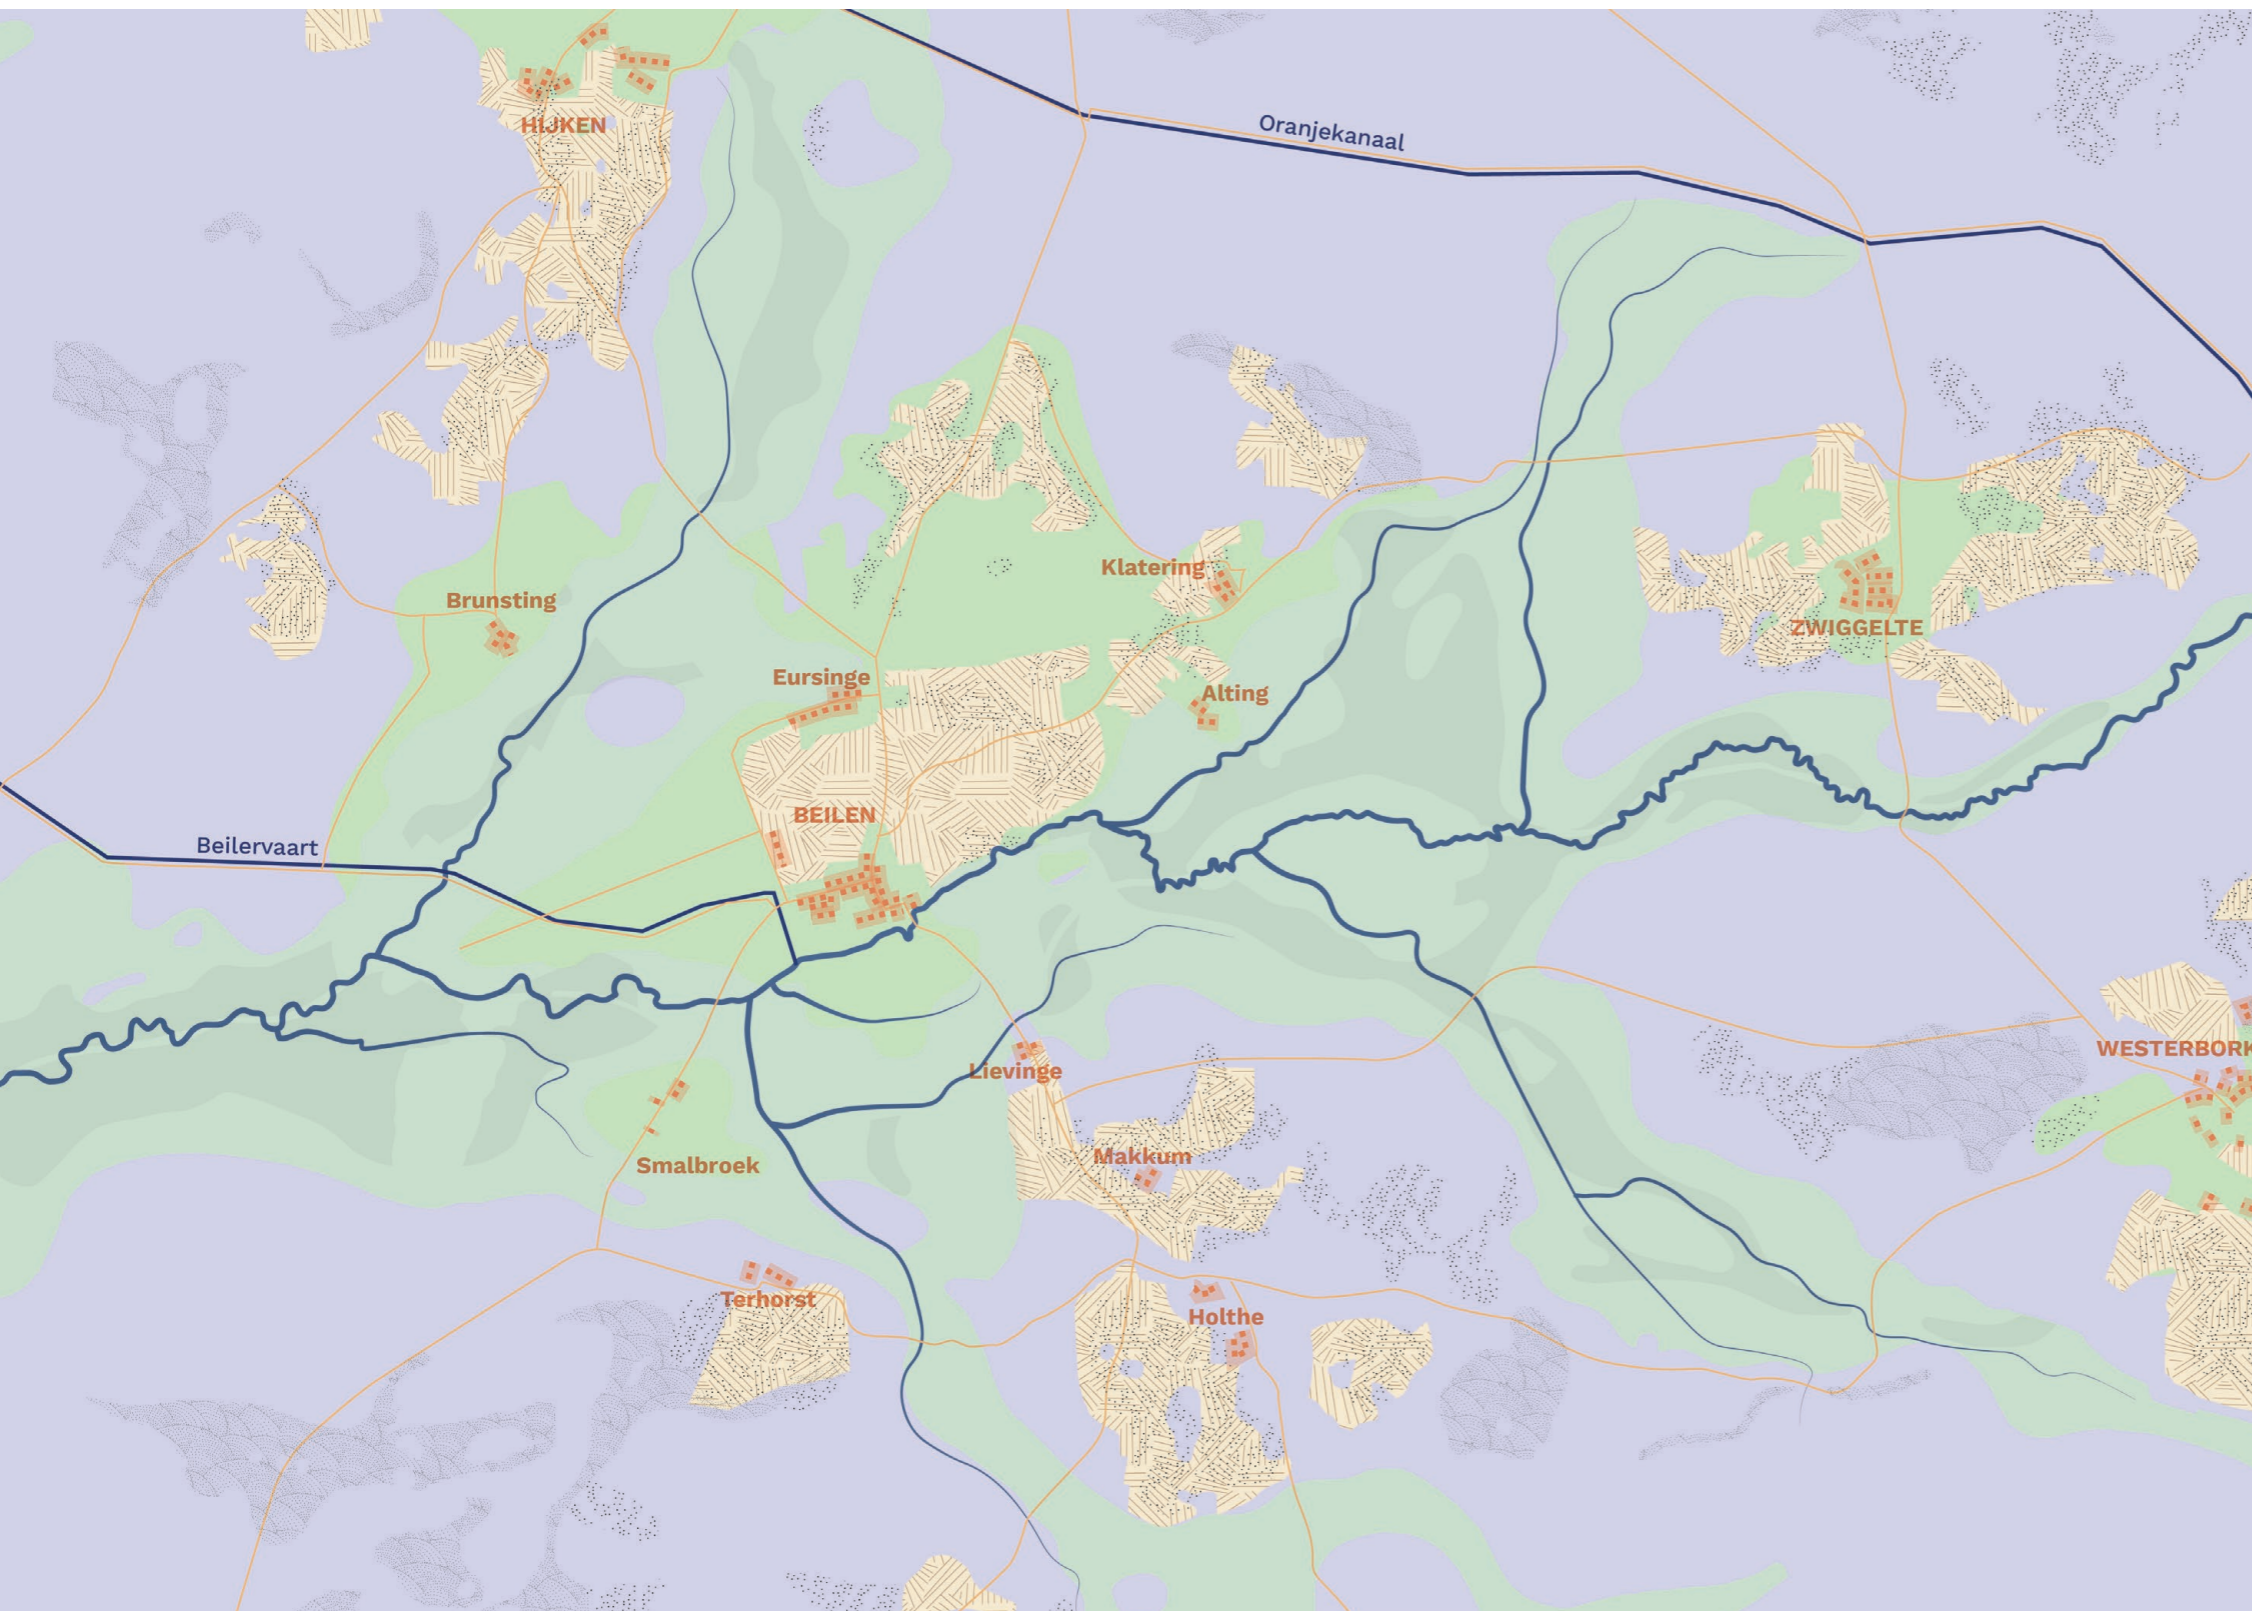 HIJKEN
Oranjekanaal
Klatering
Brunsting
ZWIGGELTE
Eursinge
Alting
BEILEN
Beilervaart
WESTERBORK
Lievinge
Makkum
Smalbroek
Terhorst
Holthe